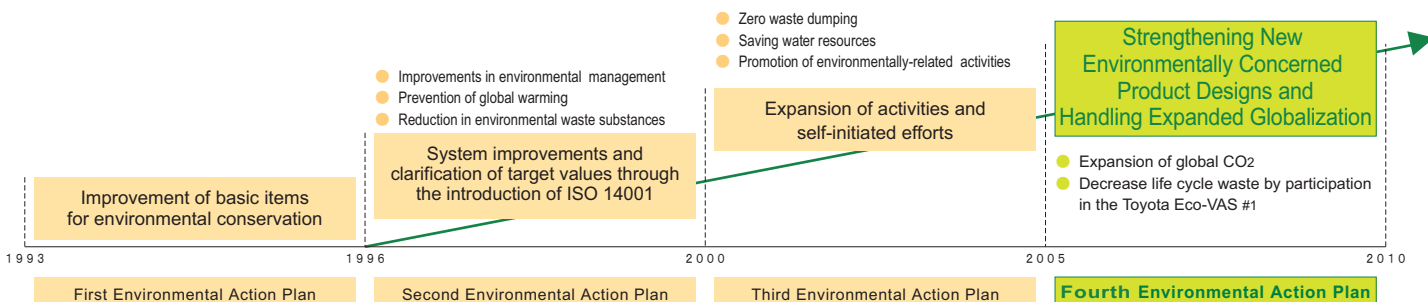 Improvement of basic items
for environmental conservation
Improvements in environmental management
Prevention of global warming
Reduction in environmental waste substances
System improvements and
clarification of target values through
the introduction of ISO 14001
Zero waste dumping
Saving water resources
Promotion of environmentally-related activities
Expansion of activities and
self-initiated efforts
Strengthening New
Environmentally Concerned
Product Designs and
Handling Expanded Globalization
Expansion of global CO2
Decrease life cycle waste by participation
in the Toyota Eco-VAS #1
1993 1996 2000 2005 2010
First Environmental Action Plan Second Environmental Action Plan Third Environmental Action Plan Fourth Environmental Action Plan